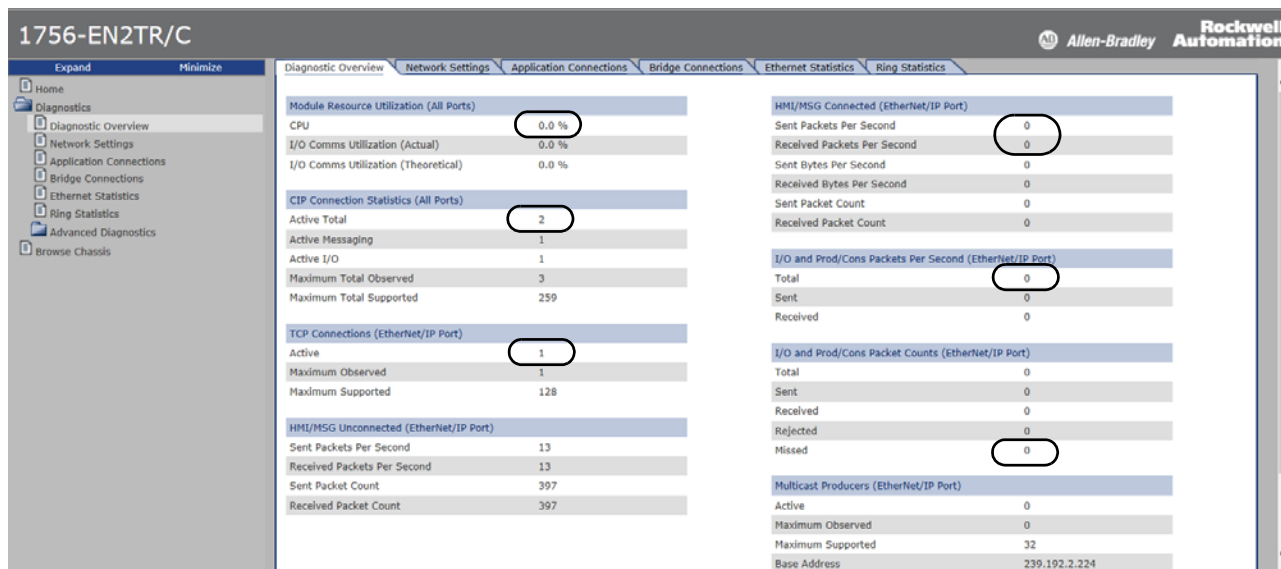 1756-EN2TR/C
AB Allen-Bradley
Rockwell
Automation
Expand Minimize
Home
Diagnostics
Diagnostic Overview
Network Settings
Application Connections
Bridge Connections
Ethernet Statistics
Ring Statistics
Advanced Diagnostics
Browse Chassis
Diagnostic Overview Network Settings Application Connections Bridge Connections Ethernet Statistics Ring Statistics
Module Resource Utilization (All Ports)
CPU 0.0 %
I/O Comms Utilization (Actual) 0.0 %
I/O Comms Utilization (Theoretical) 0.0 %
CIP Connection Statistics (All Ports)
Active Total 2
Active Messaging 1
Active I/O 1
Maximum Total Observed 3
Maximum Total Supported 259
TCP Connections (EtherNet/IP Port)
Active 1
Maximum Observed 1
Maximum Supported 128
HMI/MSG Unconnected (EtherNet/IP Port)
Sent Packets Per Second 13
Received Packets Per Second 13
Sent Packet Count 397
Received Packet Count 397
HMI/MSG Connected (EtherNet/IP Port)
Sent Packets Per Second 0
Received Packets Per Second 0
Sent Bytes Per Second 0
Received Bytes Per Second 0
Sent Packet Count 0
Received Packet Count 0
I/O and Prod/Cons Packets Per Second (EtherNet/IP Port)
Total 0
Sent 0
Received 0
I/O and Prod/Cons Packet Counts (EtherNet/IP Port)
Total 0
Sent 0
Received 0
Rejected 0
Missed 0
Multicast Producers (EtherNet/IP Port)
Active 0
Maximum Observed 0
Maximum Supported 32
Base Address 239.192.2.224